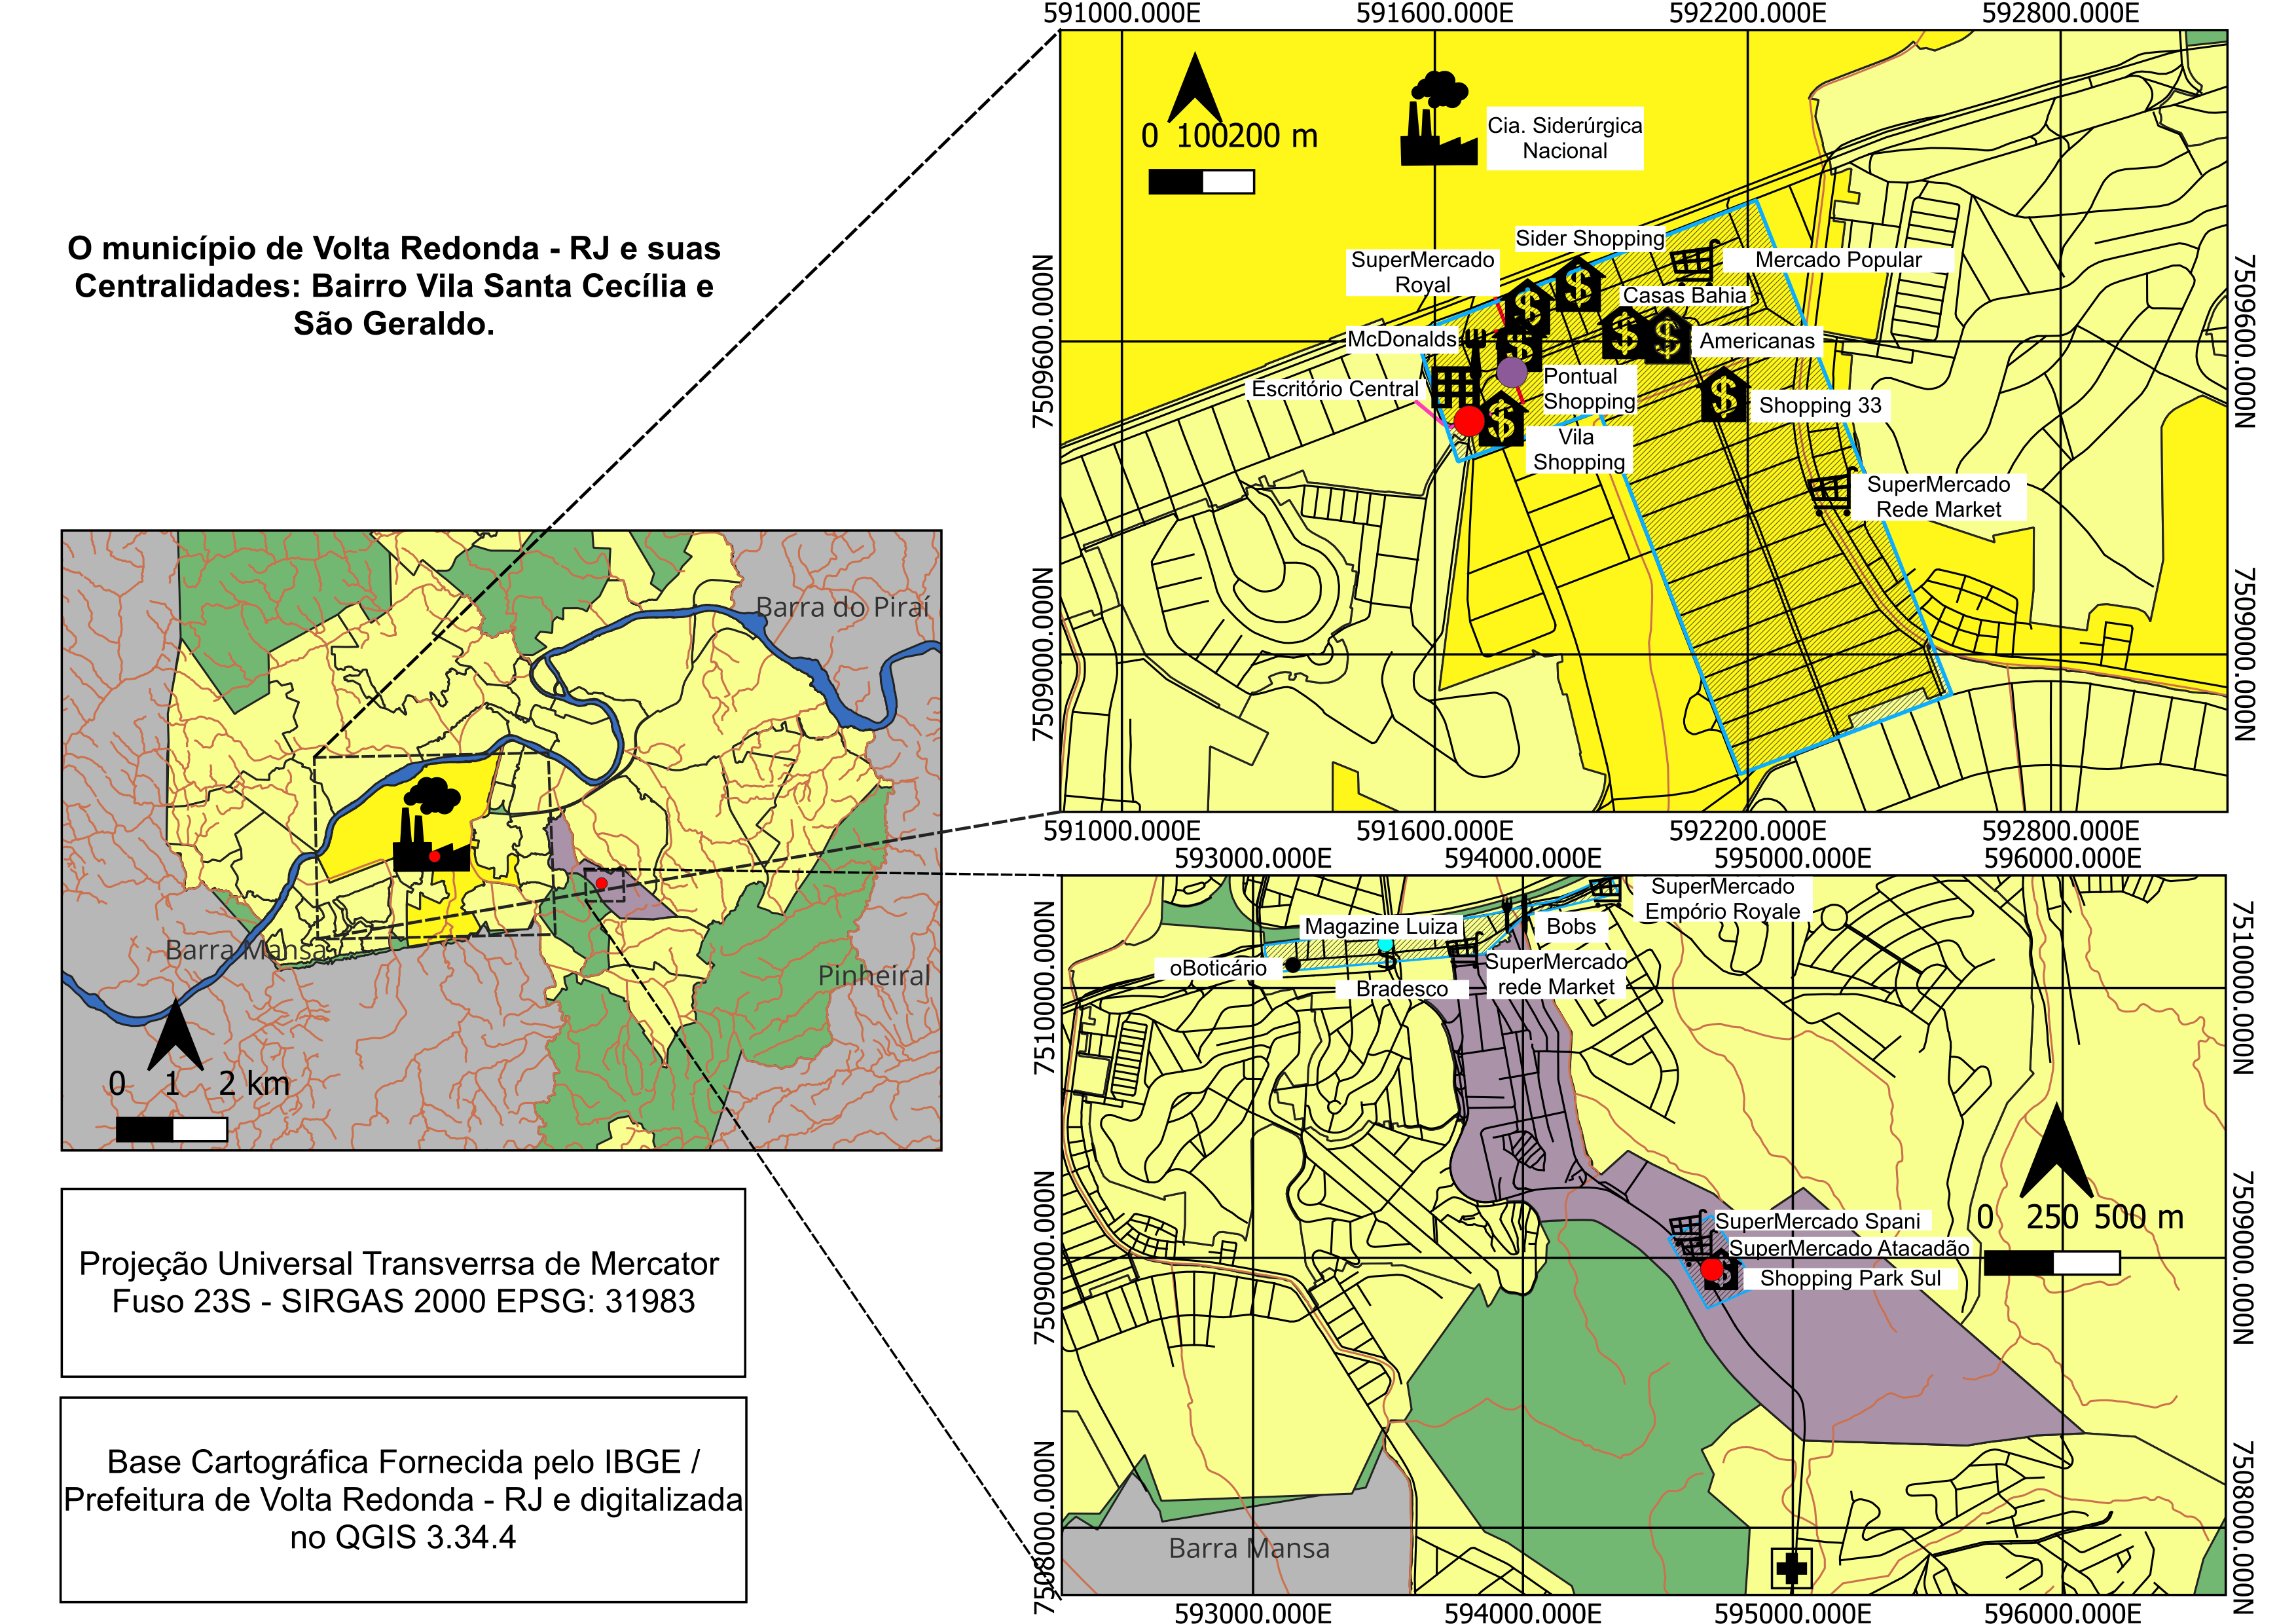 O município de Volta Redonda - RJ e suas
Centralidades: Bairro Vila Santa Cecília e
São Geraldo.
Barra do Piraí
Barra Mansa
Pinheiral
0 1 2 km
Projeção Universal Transverrsa de Mercator
Fuso 23S - SIRGAS 2000 EPSG: 31983
Base Cartográfica Fornecida pelo IBGE /
Prefeitura de Volta Redonda - RJ e digitalizada
no QGIS 3.34.4
591000.000E 591600.000E 592200.000E 592800.000E
0 100200 m
Cia. Siderúrgica
Nacional
Sider Shopping
SuperMercado
Royal
Mercado Popular
Casas Bahia
McDonalds
Americanas
Escritório Central
Pontual
Shopping
Shopping 33
Vila
Shopping
SuperMercado
Rede Market
7509600.000N
7509000.000N
7509600.000N
7509000.000N
591000.000E 591600.000E 592200.000E 592800.000E
593000.000E 594000.000E 595000.000E 596000.000E
SuperMercado
Empório Royale
Magazine Luiza
Bobs
oBoticário
SuperMercado
rede Market
Bradesco
SuperMercado Spani
SuperMercado Atacadão
Shopping Park Sul
0 250 500 m
Barra Mansa
7510000.000N
7509000.000N
7508000.000N
7510000.000N
7509000.000N
7508000.000N
593000.000E 594000.000E 595000.000E 596000.000E